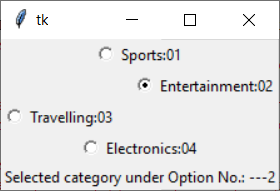 tk
Sports:01
Entertainment:02
Travelling:03
Electronics:04
Selected category under Option No.: ---2